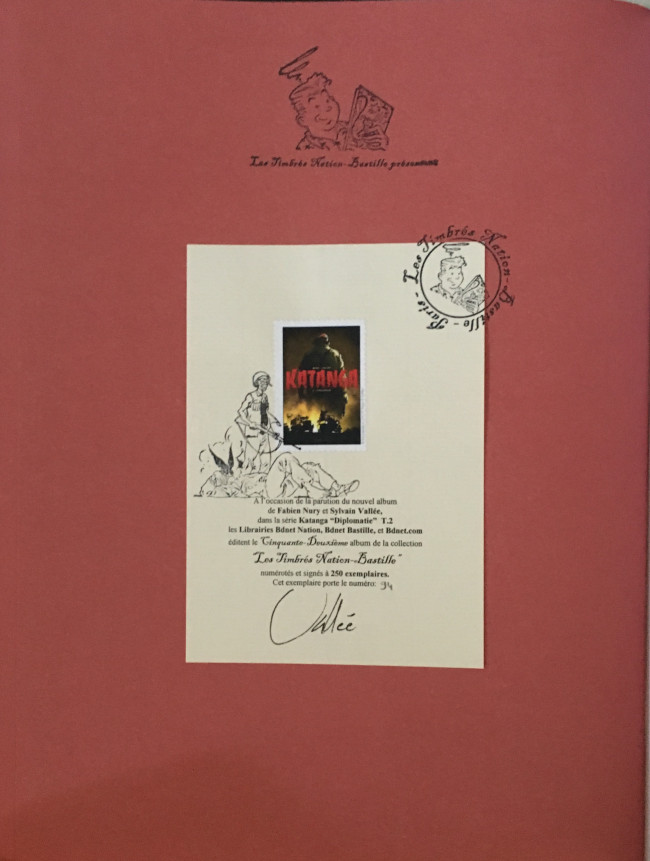 Les Timbrés Nation-Bastille présentent
Les Timbrés Nation-Bastille - Paris -
KATANGA
A l'occasion de la parution du nouvel album
de Fabien Nury et Sylvain Vallée,
dans la série Katanga "Diplomatie" T.2
les Librairies Bdnet Nation, Bdnet Bastille, et Bdnet.com
éditent le Cinquante-Deuxième album de la collection
"Les Timbrés Nation-Bastille"
numérotés et signés à 250 exemplaires.
Cet exemplaire porte le numéro: 94
Vallée